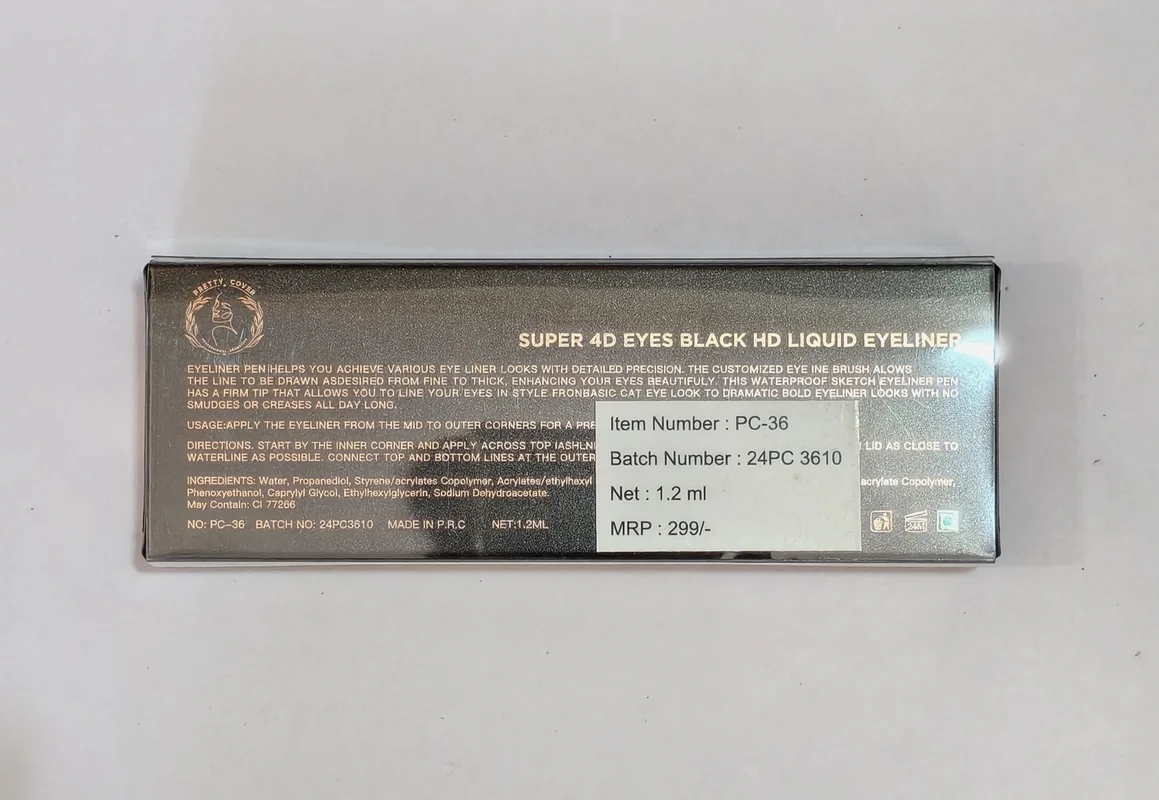 PRETTY COVER
SUPER 4D EYES BLACK HD LIQUID EYELINER
EYELINER PEN HELPS YOU ACHIEVE VARIOUS EYE LINER LOOKS WITH DETAILED PRECISION. THE CUSTOMIZED EYE INE BRUSH ALOWS
THE LINE TO BE DRAWN ASDESIRED FROM FINE TO THICK, ENHANCING YOUR EYES BEAUTIFULY. THIS WATERPROOF SKETCH EYELINER PEN
HAS A FIRM TIP THAT ALLOWS YOU TO LINE YOUR EYES IN STYLE FRONBASIC CAT EYE LOOK TO DRAMATIC BOLD EYELINER LOOKS WITH NO
SMUDGES OR CREASES ALL DAY LONG.
USAGE:APPLY THE EYELINER FROM THE MID TO OUTER CORNERS FOR A
DIRECTIONS. START BY THE INNER CORNER AND APPLY ACROSS TOP LID AS CLOSE TO
WATERLINE AS POSSIBLE. CONNECT TOP AND BOTTOM LINES AT THE OUTER
INGREDIENTS: Water, Propanediol, Styrene/acrylates Copolymer, Acrylates/ethylhexyl acrylate Copolymer,
Phenoxyethanol, Caprylyl Glycol, Ethylhexylglycerin, Sodium Dehydroacetate.
May Contain: CI 77266
NO: PC-36 BATCH NO: 24PC3610 MADE IN P.R.C NET:1.2ML
Item Number : PC-36
Batch Number : 24PC 3610
Net : 1.2 ml
MRP : 299/-
24M